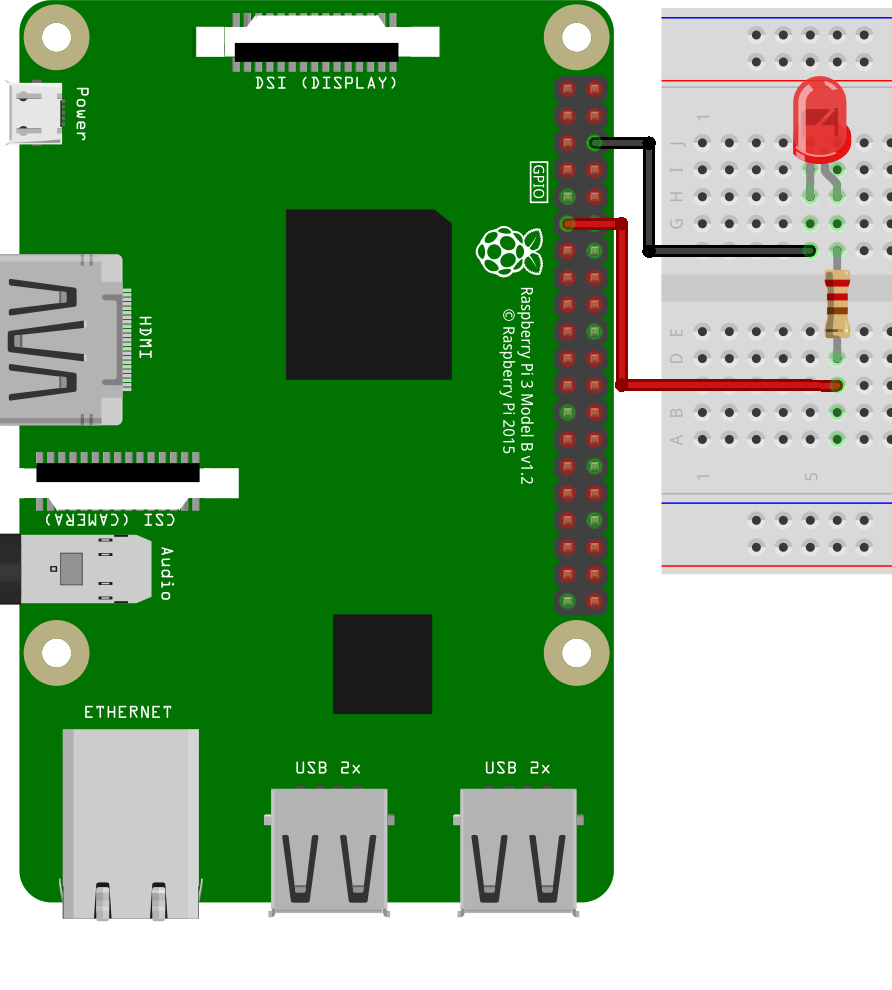 DSI (DISPLAY)
Power
GPIO
HDMI
Raspberry Pi 3 Model B v1.2
© Raspberry Pi 2015
CSI (CAMERA)
Audio
ETHERNET
USB 2x
USB 2x
1
J
I
H
G
E
D
B
A
1
5